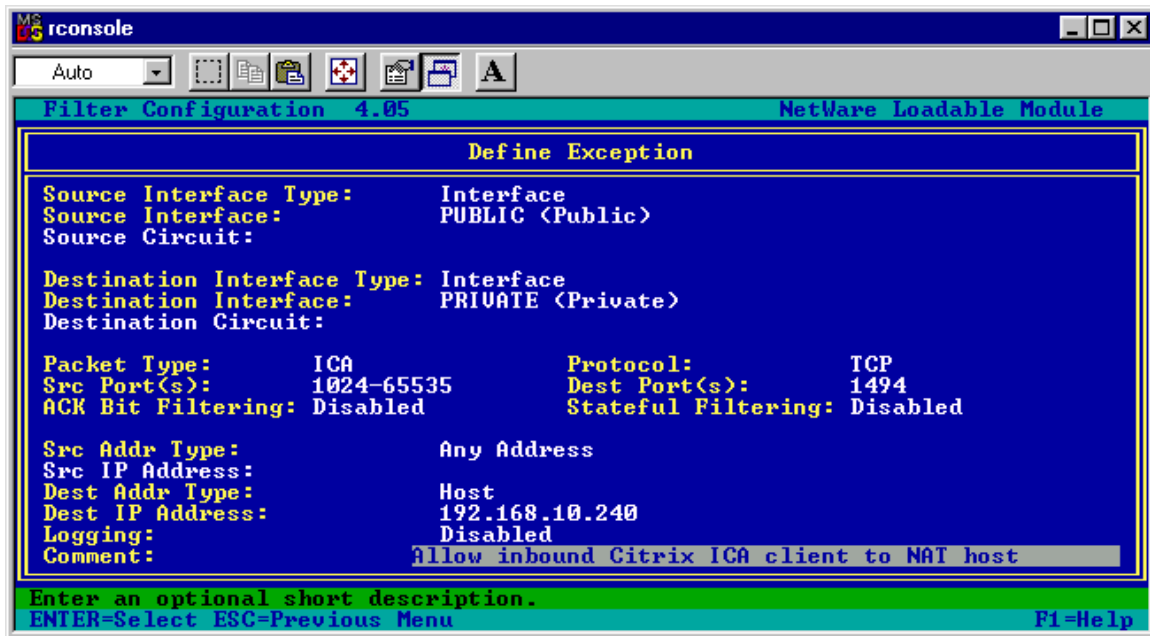 rconsole
Auto
A
Filter Configuration 4.05 NetWare Loadable Module
Define Exception
Source Interface Type: Interface
Source Interface: PUBLIC (Public)
Source Circuit:
Destination Interface Type: Interface
Destination Interface: PRIVATE (Private)
Destination Circuit:
Packet Type: ICA Protocol: TCP
Src Port(s): 1024-65535 Dest Port(s): 1494
ACK Bit Filtering: Disabled Stateful Filtering: Disabled
Src Addr Type: Any Address
Src IP Address:
Dest Addr Type: Host
Dest IP Address: 192.168.10.240
Logging: Disabled
Comment: Allow inbound Citrix ICA client to NAT host
Enter an optional short description.
ENTER=Select ESC=Previous Menu F1=Help